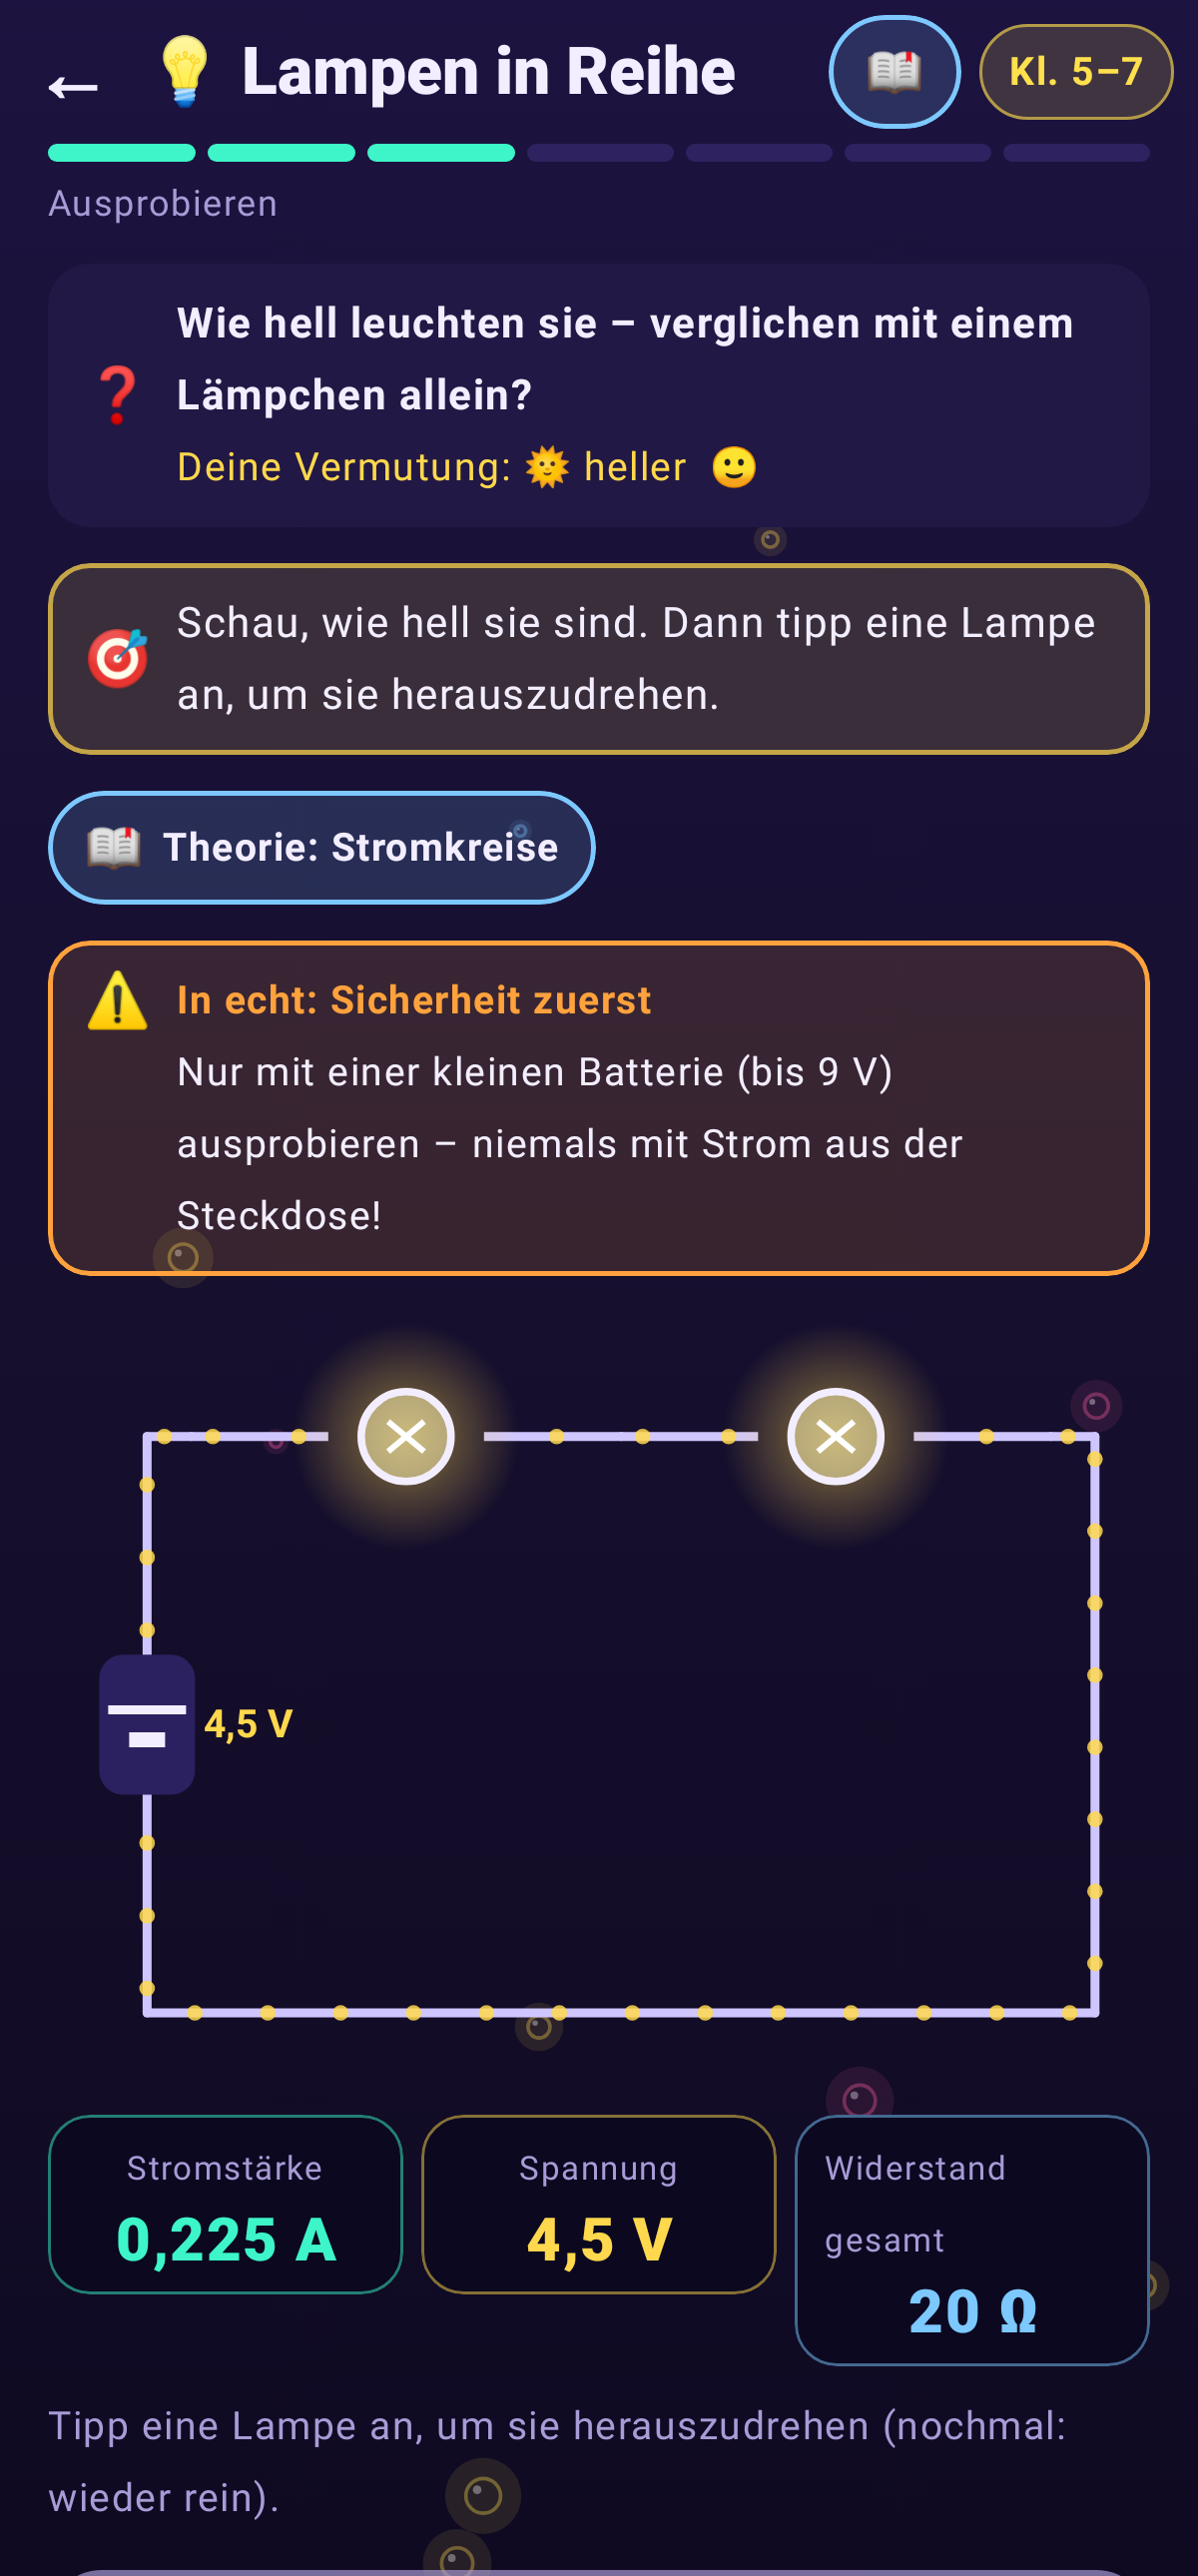 ← 💡 Lampen in Reihe 📖 Kl. 5–7
Ausprobieren
❓ Wie hell leuchten sie – verglichen mit einem
Lämpchen allein?
Deine Vermutung: 🌞 heller 🙂
🎯 Schau, wie hell sie sind. Dann tipp eine Lampe
an, um sie herauszudrehen.
📖 Theorie: Stromkreise
⚠️ In echt: Sicherheit zuerst
Nur mit einer kleinen Batterie (bis 9 V)
ausprobieren – niemals mit Strom aus der
Steckdose!
4,5 V
Stromstärke
0,225 A
Spannung
4,5 V
Widerstand
gesamt
20 Ω
Tipp eine Lampe an, um sie herauszudrehen (nochmal:
wieder rein).